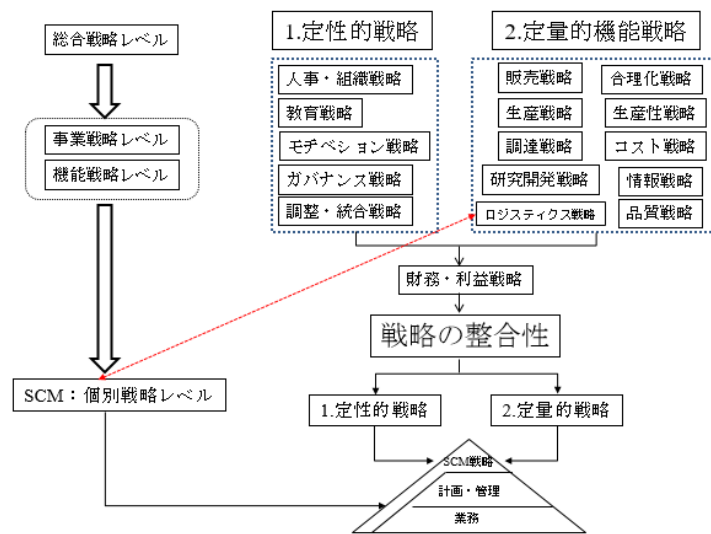 総合戦略レベル
事業戦略レベル
機能戦略レベル
SCM：個別戦略レベル
1.定性的戦略
人事・組織戦略
教育戦略
モチベション戦略
ガバナンス戦略
調整・統合戦略
2.定量的機能戦略
販売戦略
合理化戦略
生産戦略
生産性戦略
調達戦略
コスト戦略
研究開発戦略
情報戦略
ロジスティクス戦略
品質戦略
財務・利益戦略
戦略の整合性
1.定性的戦略
2.定量的戦略
SCM戦略
計画・管理
業務